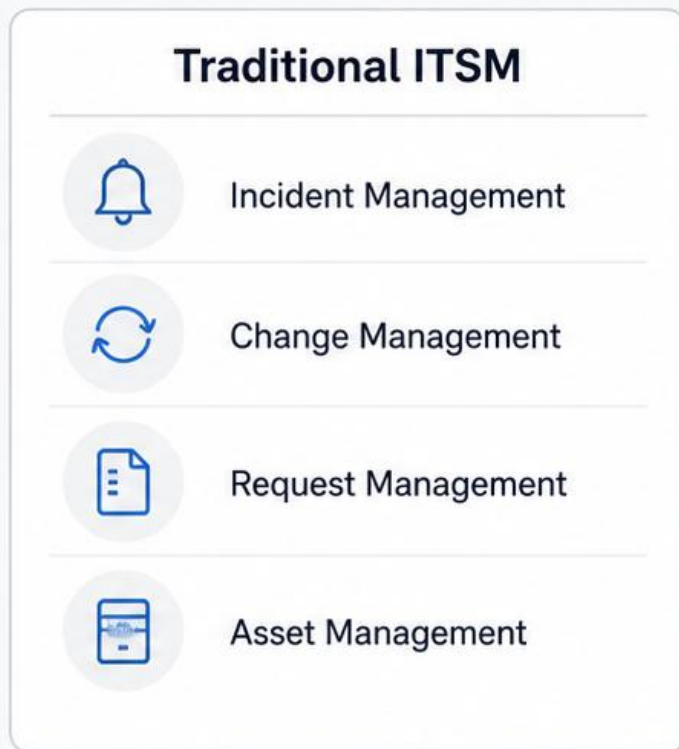 Traditional ITSM
Incident Management
Change Management
Request Management
Asset Management